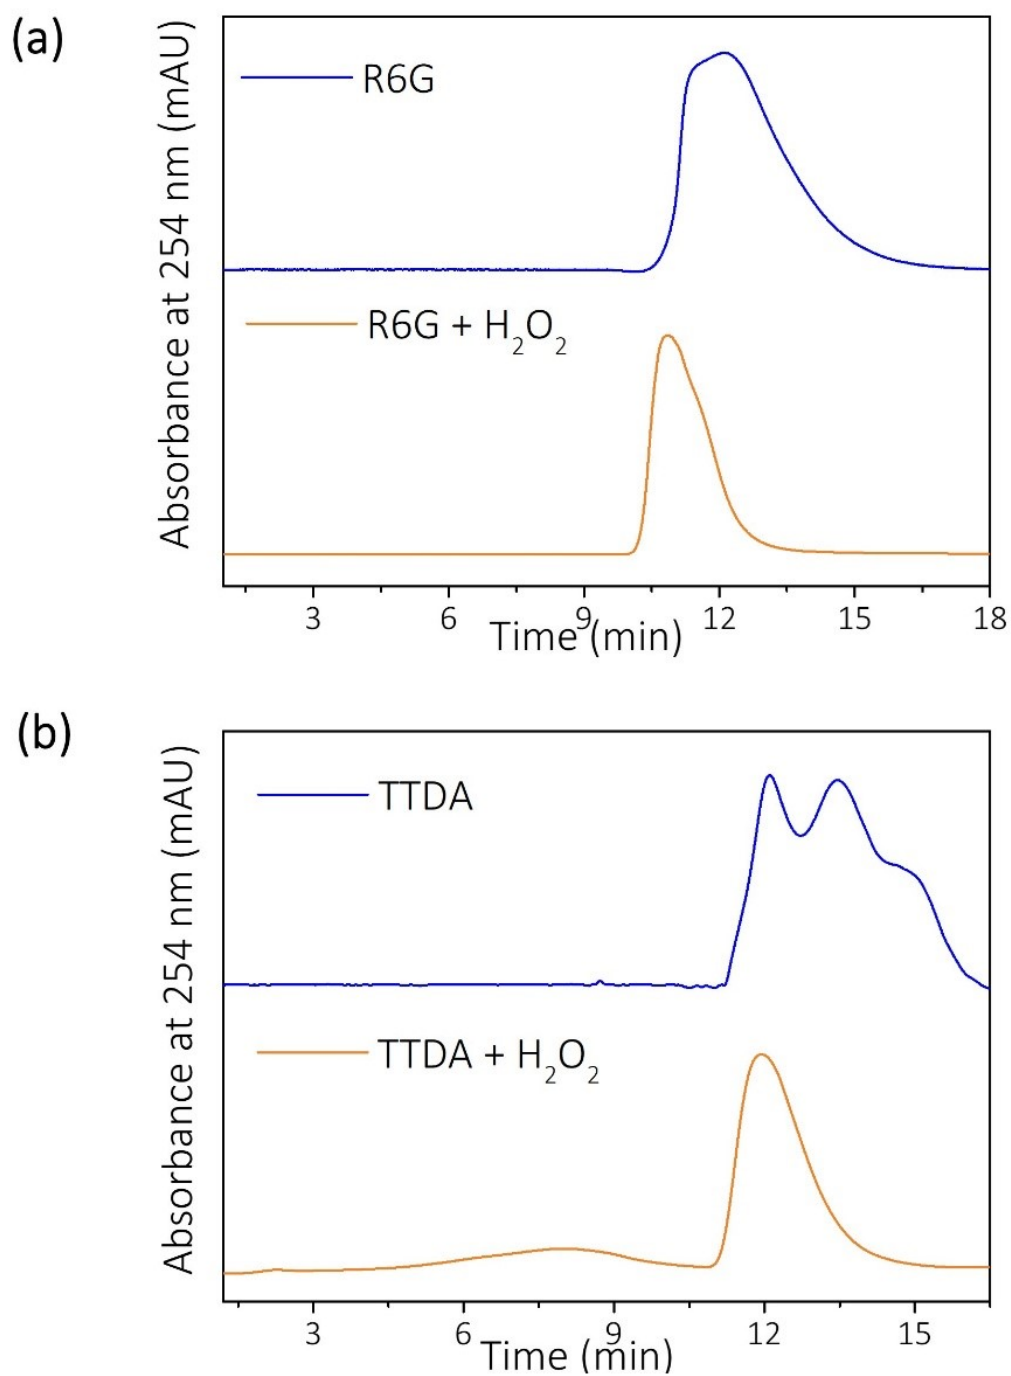 (a)
Absorbance at 254 nm (mAU)
R6G
R6G + H₂O₂
3 6 9 12 15 18
Time (min)
(b)
Absorbance at 254 nm (mAU)
TTDA
TTDA + H₂O₂
3 6 9 12 15
Time (min)